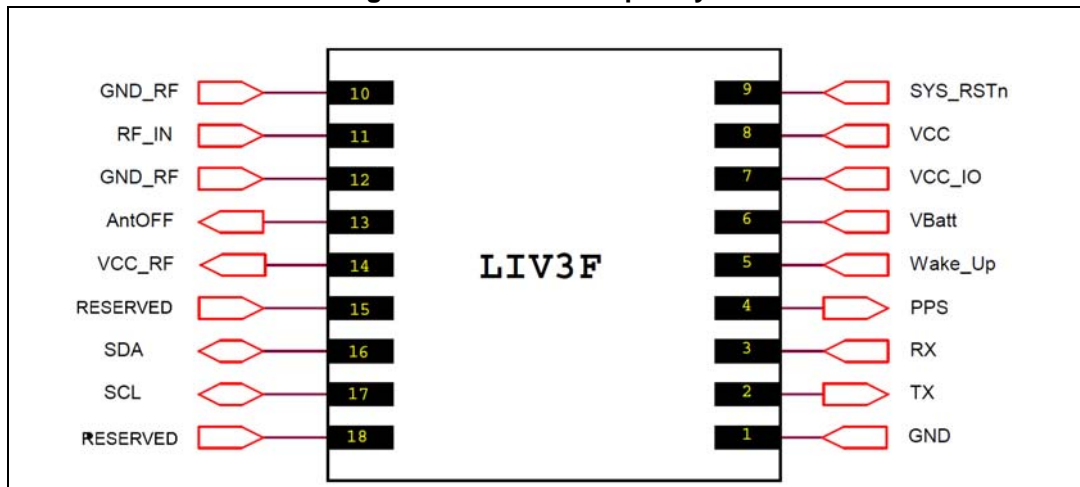 GND_RF 10 9 SYS_RSTn
RF_IN 11 8 VCC
GND_RF 12 7 VCC_IO
AntOFF 13 6 VBatt
VCC_RF 14 LIV3F 5 Wake_Up
RESERVED 15 4 PPS
SDA 16 3 RX
SCL 17 2 TX
RESERVED 18 1 GND